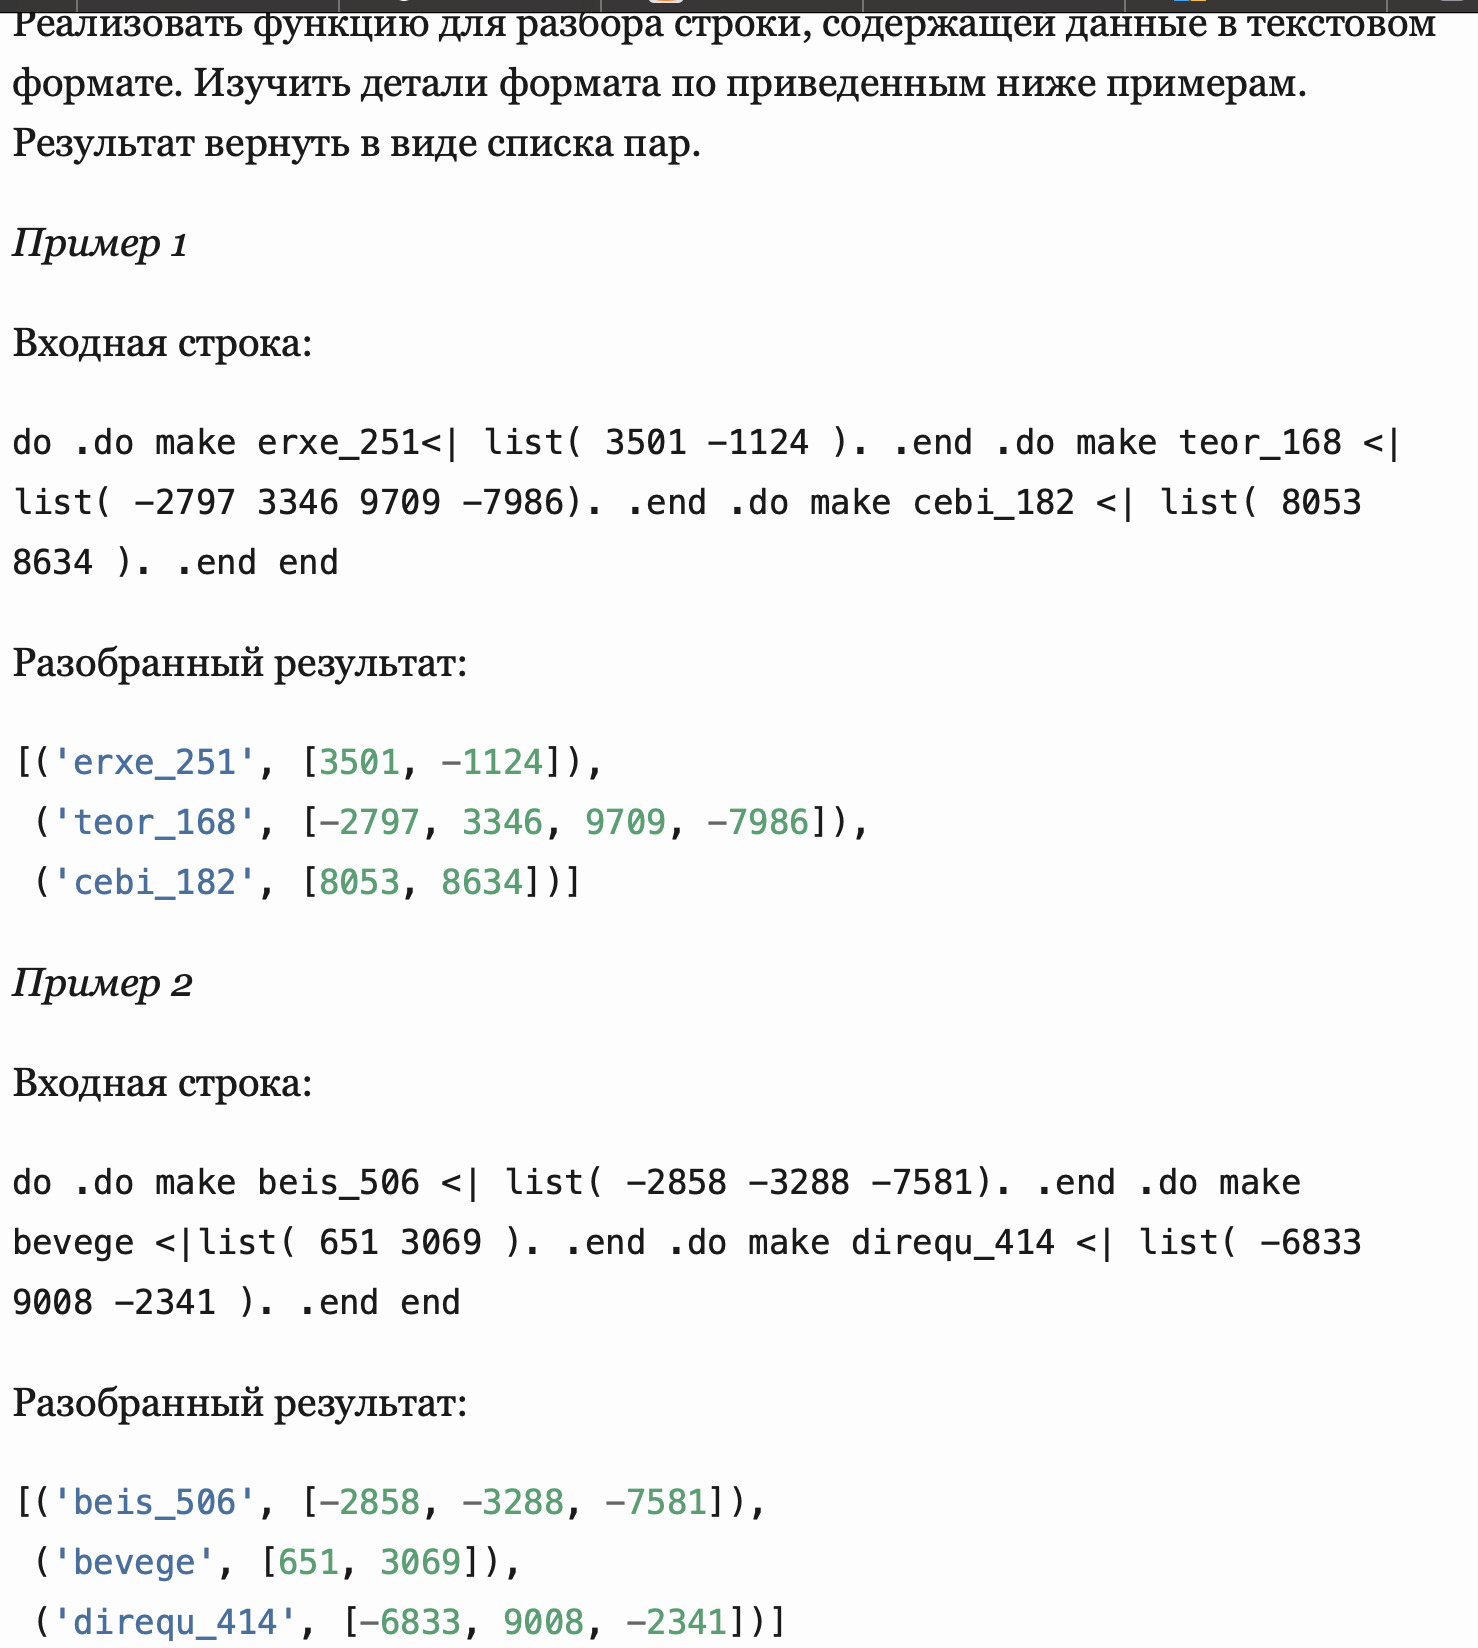 Реализовать функцию для разбора строки, содержащей данные в текстовом
формате. Изучить детали формата по приведенным ниже примерам.
Результат вернуть в виде списка пар.
Пример 1
Входная строка:
do .do make erxe_251<| list( 3501 -1124 ). .end .do make teor_168 <|
list( -2797 3346 9709 -7986). .end .do make cebi_182 <| list( 8053
8634 ). .end end
Разобранный результат:
[('erxe_251', [3501, -1124]),
('teor_168', [-2797, 3346, 9709, -7986]),
('cebi_182', [8053, 8634])]
Пример 2
Входная строка:
do .do make beis_506 <| list( -2858 -3288 -7581). .end .do make
bevege <|list( 651 3069 ). .end .do make direqu_414 <| list( -6833
9008 -2341 ). .end end
Разобранный результат:
[('beis_506', [-2858, -3288, -7581]),
('bevege', [651, 3069]),
('direqu_414', [-6833, 9008, -2341])]